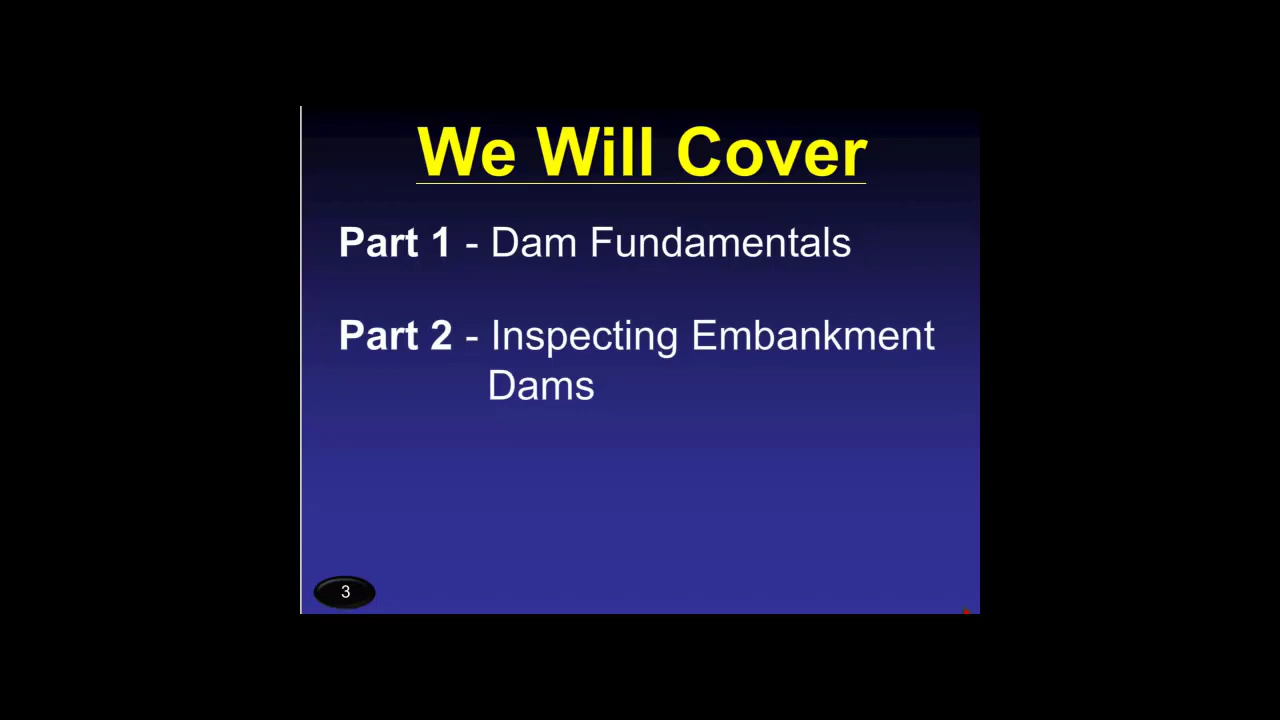 We Will Cover
Part 1 - Dam Fundamentals
Part 2 - Inspecting Embankment
Dams
3